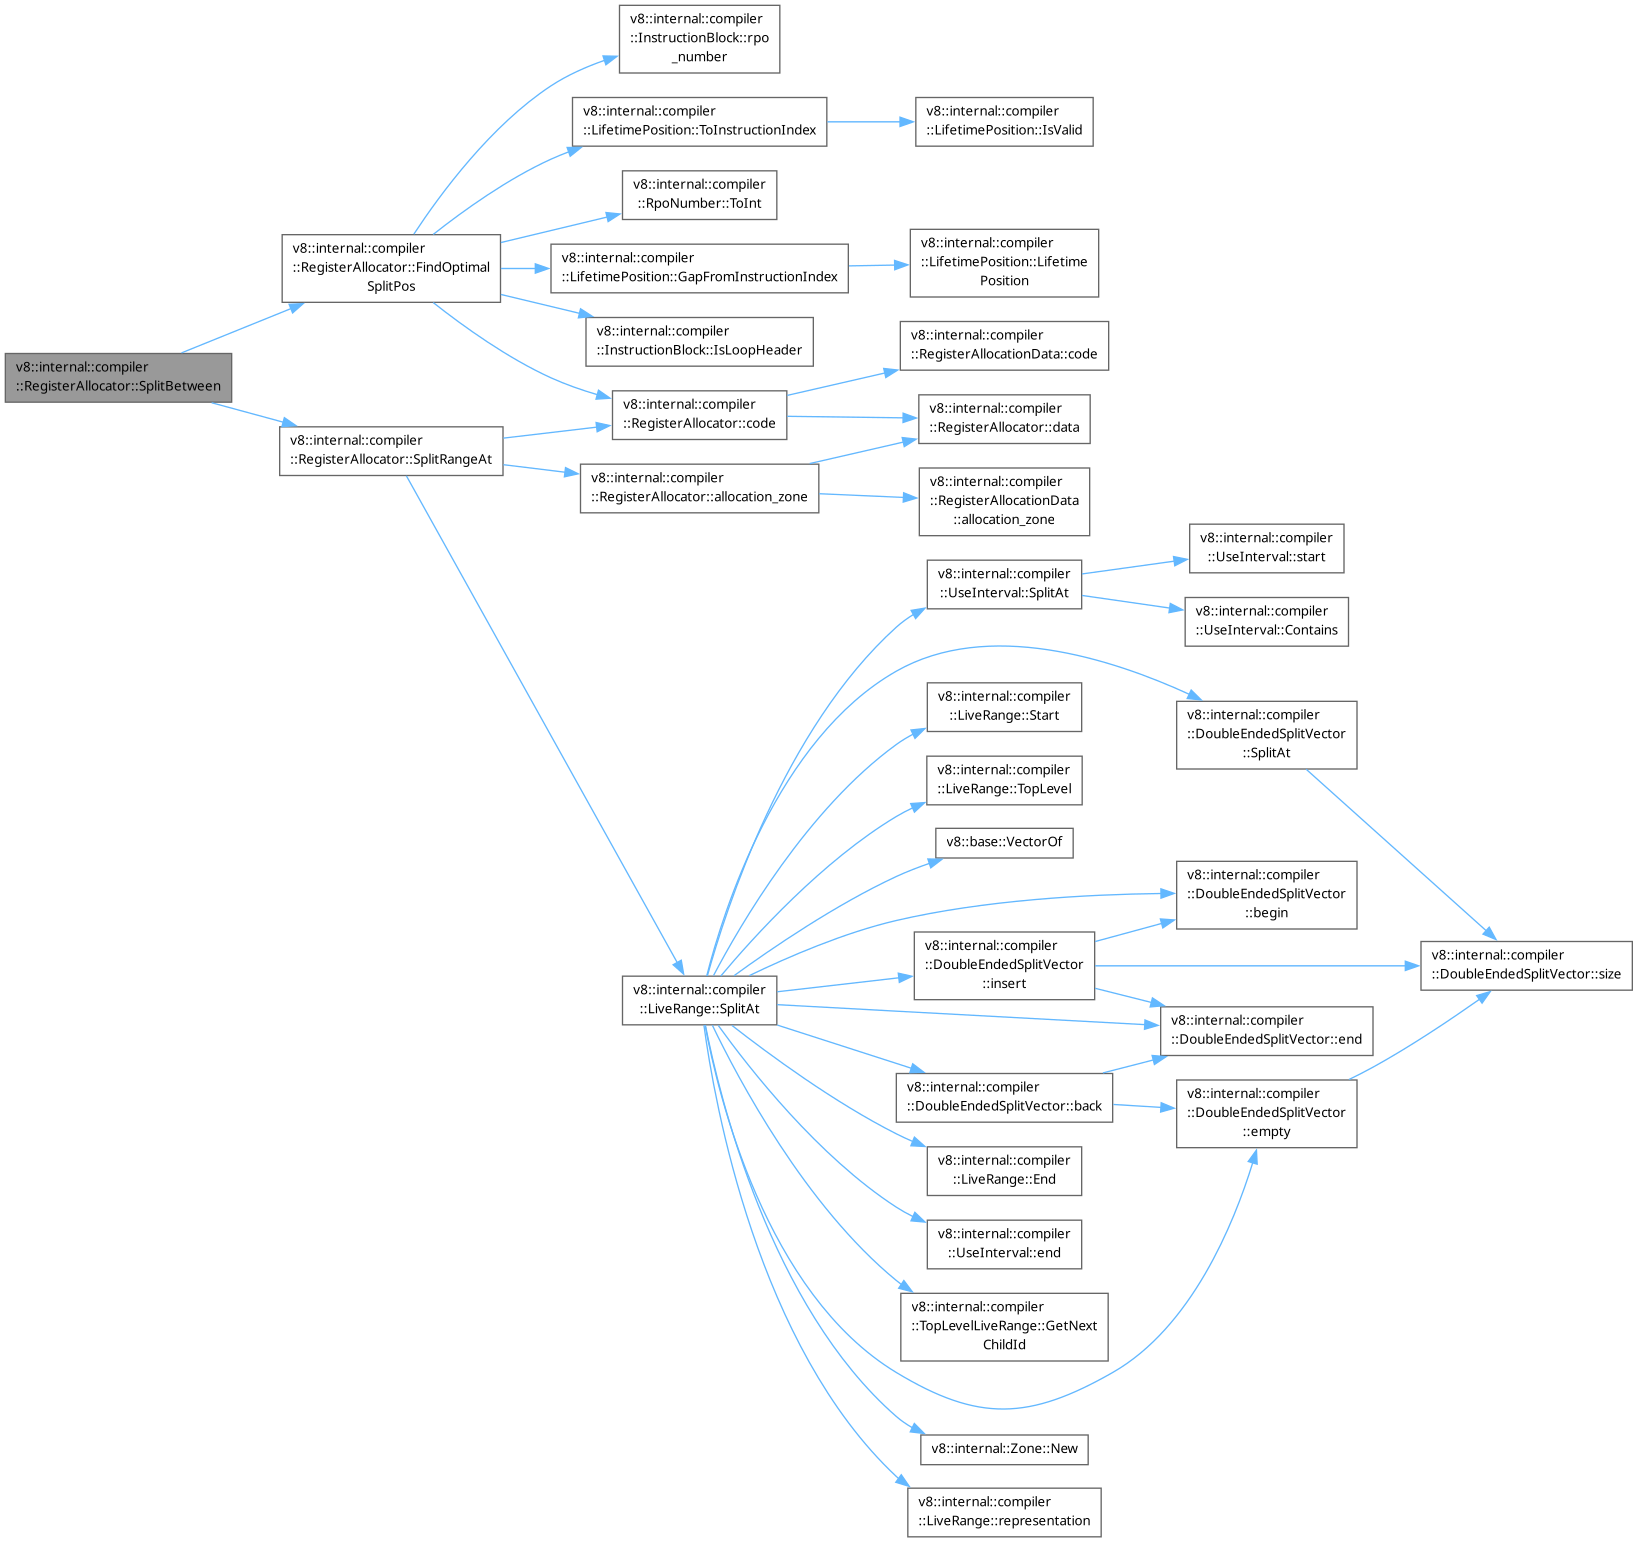 v8::internal::compiler
::InstructionBlock::rpo
_number
v8::internal::compiler
::LifetimePosition::ToInstructionIndex
v8::internal::compiler
::LifetimePosition::IsValid
v8::internal::compiler
::RpoNumber::ToInt
v8::internal::compiler
::RegisterAllocator::FindOptimal
SplitPos
v8::internal::compiler
::LifetimePosition::GapFromInstructionIndex
v8::internal::compiler
::LifetimePosition::Lifetime
Position
v8::internal::compiler
::InstructionBlock::IsLoopHeader
v8::internal::compiler
::RegisterAllocationData::code
v8::internal::compiler
::RegisterAllocator::SplitBetween
v8::internal::compiler
::RegisterAllocator::code
v8::internal::compiler
::RegisterAllocator::data
v8::internal::compiler
::RegisterAllocator::SplitRangeAt
v8::internal::compiler
::RegisterAllocator::allocation_zone
v8::internal::compiler
::RegisterAllocationData
::allocation_zone
v8::internal::compiler
::UseInterval::start
v8::internal::compiler
::UseInterval::SplitAt
v8::internal::compiler
::UseInterval::Contains
v8::internal::compiler
::LiveRange::Start
v8::internal::compiler
::DoubleEndedSplitVector
::SplitAt
v8::internal::compiler
::LiveRange::TopLevel
v8::base::VectorOf
v8::internal::compiler
::DoubleEndedSplitVector
::begin
v8::internal::compiler
::DoubleEndedSplitVector
::insert
v8::internal::compiler
::DoubleEndedSplitVector::size
v8::internal::compiler
::LiveRange::SplitAt
v8::internal::compiler
::DoubleEndedSplitVector::end
v8::internal::compiler
::DoubleEndedSplitVector::back
v8::internal::compiler
::DoubleEndedSplitVector
::empty
v8::internal::compiler
::LiveRange::End
v8::internal::compiler
::UseInterval::end
v8::internal::compiler
::TopLevelLiveRange::GetNext
ChildId
v8::internal::Zone::New
v8::internal::compiler
::LiveRange::representation